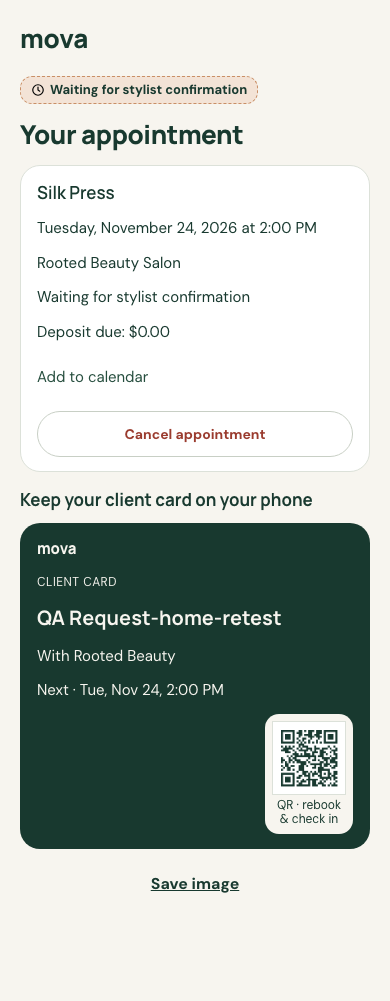 mova
Waiting for stylist confirmation
Your appointment
Silk Press
Tuesday, November 24, 2026 at 2:00 PM
Rooted Beauty Salon
Waiting for stylist confirmation
Deposit due: $0.00
Add to calendar
Cancel appointment
Keep your client card on your phone
mova
CLIENT CARD
QA Request-home-retest
With Rooted Beauty
Next · Tue, Nov 24, 2:00 PM
QR · rebook
& check in
Save image